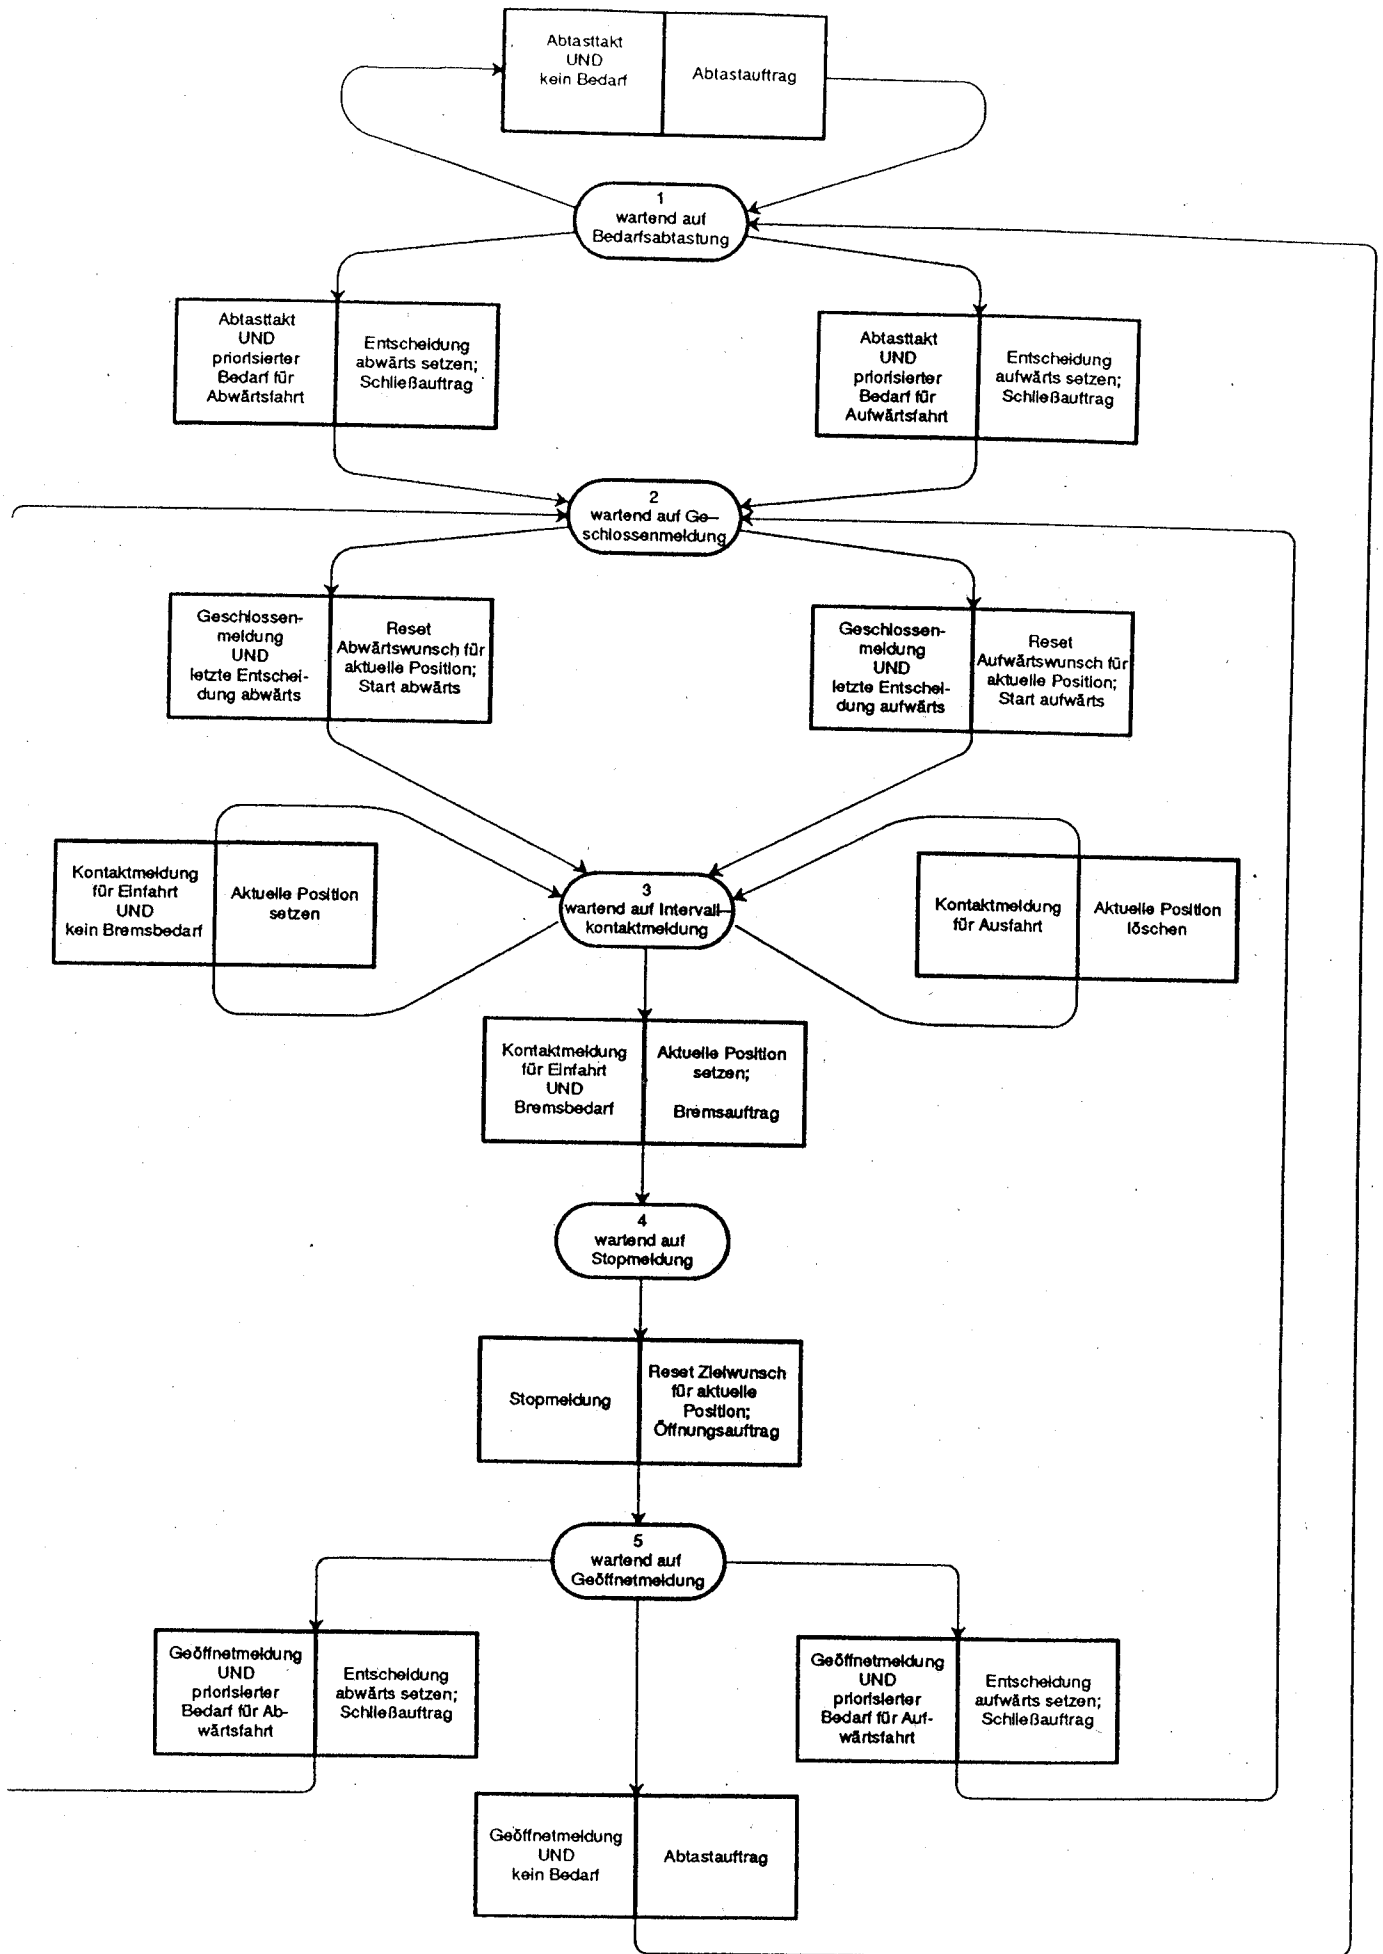 Abtasttakt
UND
kein Bedarf
Abtastauftrag
1
wartend auf
Bedarfsabtastung
Abtasttakt
UND
priorisierter
Bedarf für
Abwärtsfahrt
Entscheidung
abwärts setzen;
Schließauftrag
Abtasttakt
UND
priorisierter
Bedarf für
Aufwärtsfahrt
Entscheidung
aufwärts setzen;
Schließauftrag
2
wartend auf Ge-
schlossenmeldung
Geschlossen-
meldung
UND
letzte Entschei-
dung abwärts
Reset
Abwärtswunsch für
aktuelle Position;
Start abwärts
Geschlossen-
meldung
UND
letzte Entschei-
dung aufwärts
Reset
Aufwärtswunsch für
aktuelle Position;
Start aufwärts
Kontaktmeldung
für Einfahrt
UND
kein Bremsbedarf
Aktuelle Position
setzen
3
wartend auf Intervall-
kontaktmeldung
Kontaktmeldung
für Ausfahrt
Aktuelle Position
löschen
Kontaktmeldung
für Einfahrt
UND
Bremsbedarf
Aktuelle Position
setzen;
Bremsauftrag
4
wartend auf
Stopmeldung
Stopmeldung
Reset Zielwunsch
für aktuelle
Position;
Öffnungsauftrag
5
wartend auf
Geöffnetmeldung
Geöffnetmeldung
UND
priorisierter
Bedarf für Ab-
wärtsfahrt
Entscheidung
abwärts setzen;
Schließauftrag
Geöffnetmeldung
UND
priorisierter
Bedarf für Auf-
wärtsfahrt
Entscheidung
aufwärts setzen;
Schließauftrag
Geöffnetmeldung
UND
kein Bedarf
Abtastauftrag